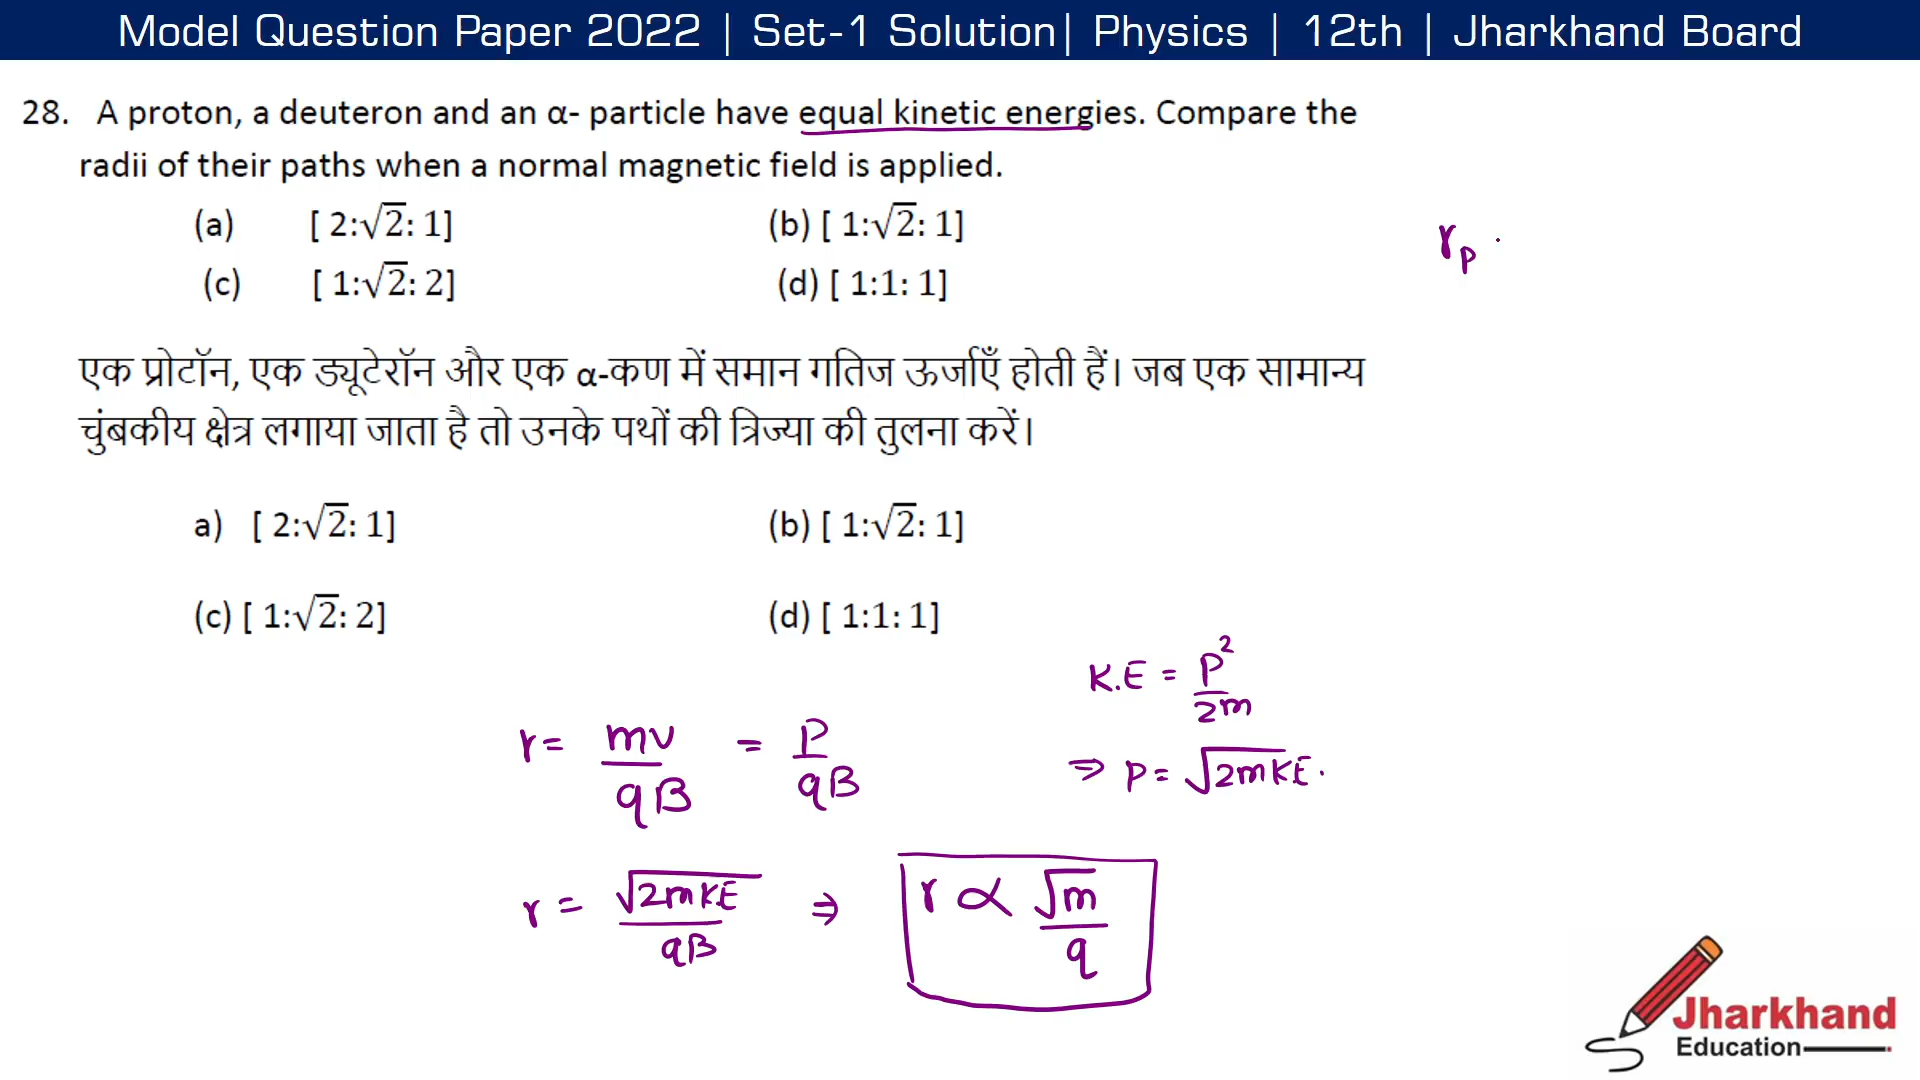 Model Question Paper 2022 | Set-1 Solution| Physics | 12th | Jharkhand Board
28. A proton, a deuteron and an α- particle have equal kinetic energies. Compare the
radii of their paths when a normal magnetic field is applied.
(a) [ 2:√2: 1] (b) [ 1:√2: 1]
(c) [ 1:√2: 2] (d) [ 1:1: 1]
r_p ·
एक प्रोटॉन, एक ड्यूटेरॉन और एक α-कण में समान गतिज ऊर्जाएँ होती हैं। जब एक सामान्य
चुंबकीय क्षेत्र लगाया जाता है तो उनके पथों की त्रिज्या की तुलना करें।
a) [ 2:√2: 1] (b) [ 1:√2: 1]
(c) [ 1:√2: 2] (d) [ 1:1: 1]
K.E = P²/2m
r = mv/qB = P/qB
⇒ P = √2mKE.
r = √2mKE/qB ⇒ r ∝ √m/q
Jharkhand
Education